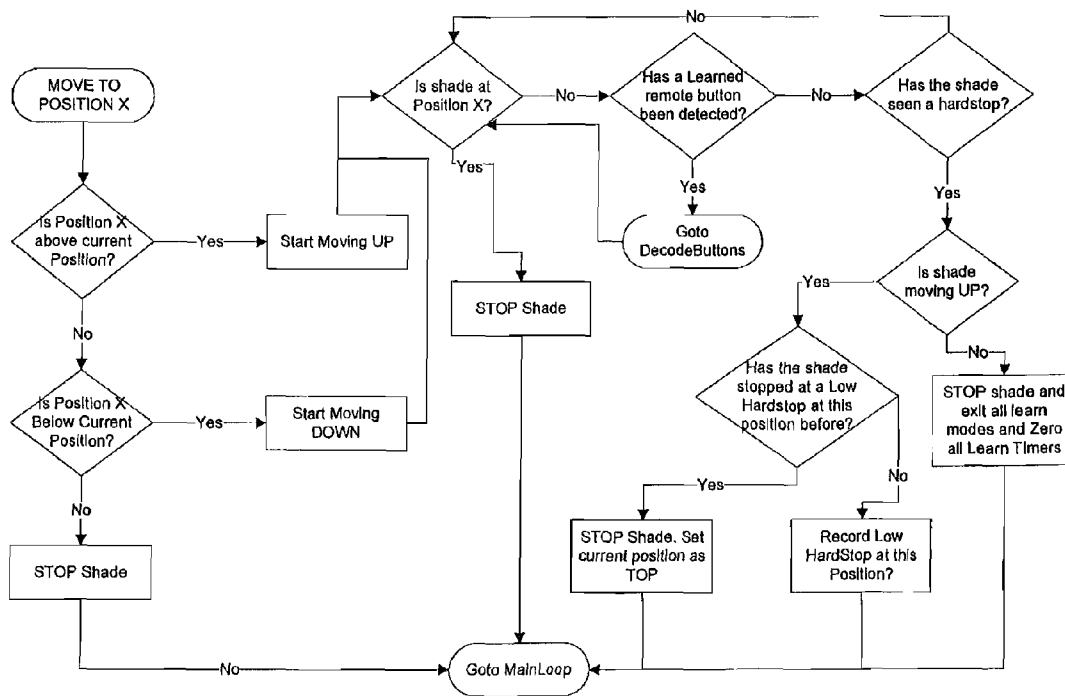 MOVE TO
POSITION X
Is Position X
above current
Position?
Yes
Start Moving UP
No
Is Position X
Below Current
Position?
Yes
Start Moving
DOWN
No
STOP Shade
No
Is shade at
Position X?
No
Yes
STOP Shade
Goto MainLoop
Has a Learned
remote button
been detected?
No
Yes
Goto
DecodeButtons
No
Has the shade
seen a hardstop?
Yes
Is shade
moving UP?
Yes
No
Has the shade
stopped at a Low
Hardstop at this
position before?
Yes
No
STOP Shade. Set
current position as
TOP
Record Low
HardStop at this
Position?
STOP shade and
exit all learn
modes and Zero
all Learn Timers